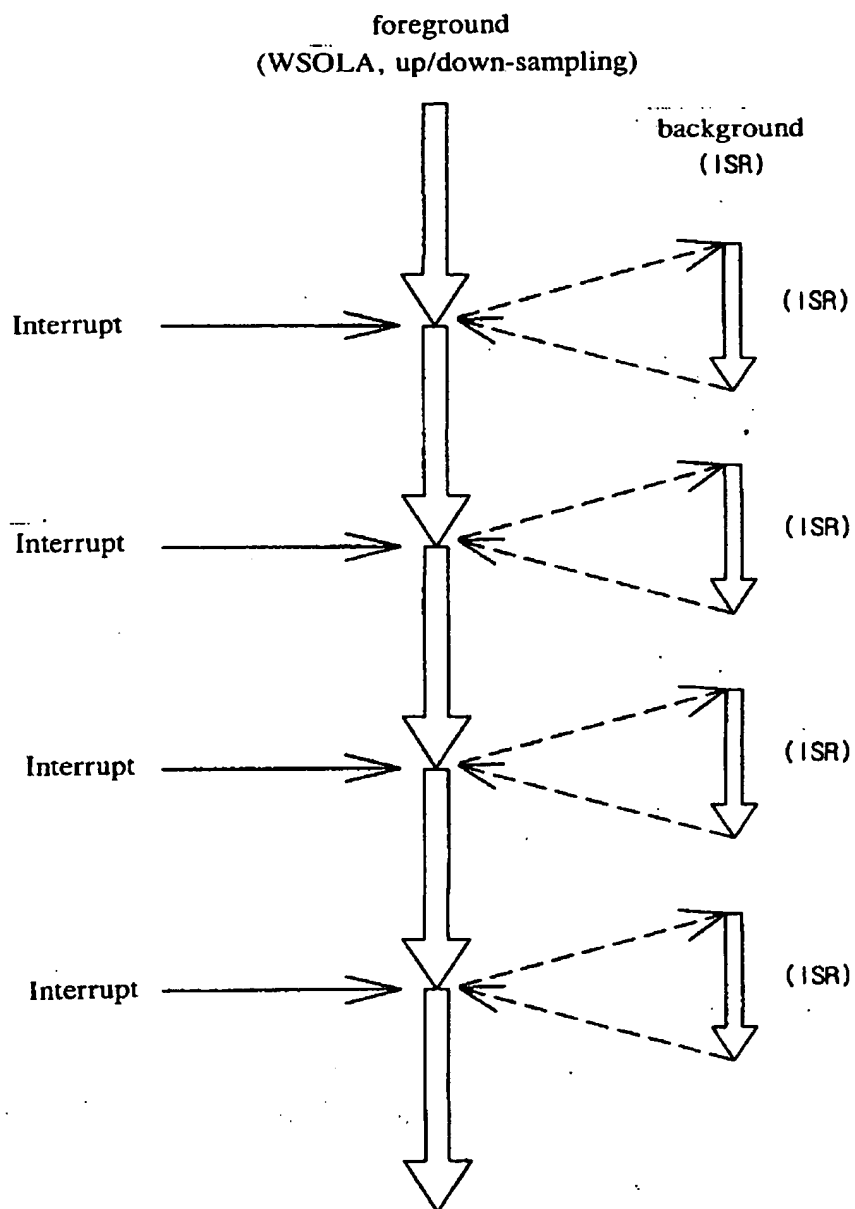 foreground
(WSOLA, up/down-sampling)
background
(ISR)
Interrupt
(ISR)
Interrupt
(ISR)
Interrupt
(ISR)
Interrupt
(ISR)